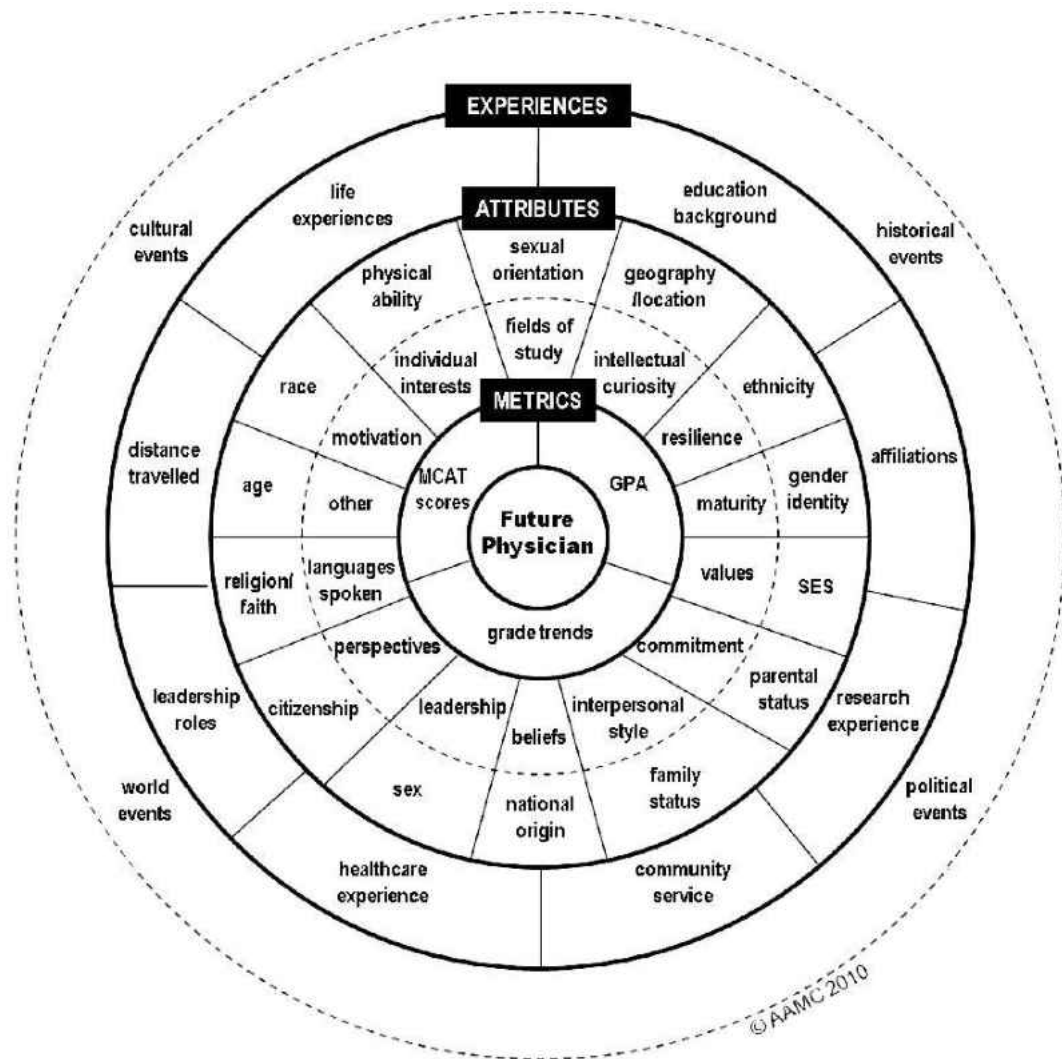 EXPERIENCES
life
experiences
education
background
cultural
events
historical
events
ATTRIBUTES
sexual
orientation
physical
ability
geography
/location
fields of
study
individual
interests
intellectual
curiosity
race
ethnicity
METRICS
motivation
resilience
distance
travelled
affiliations
age
other
MCAT
scores
GPA
maturity
gender
identity
Future
Physician
religion/
faith
languages
spoken
values
SES
grade trends
perspectives
commitment
leadership
roles
citizenship
leadership
beliefs
interpersonal
style
parental
status
research
experience
world
events
sex
national
origin
family
status
political
events
healthcare
experience
community
service
© AAMC 2010